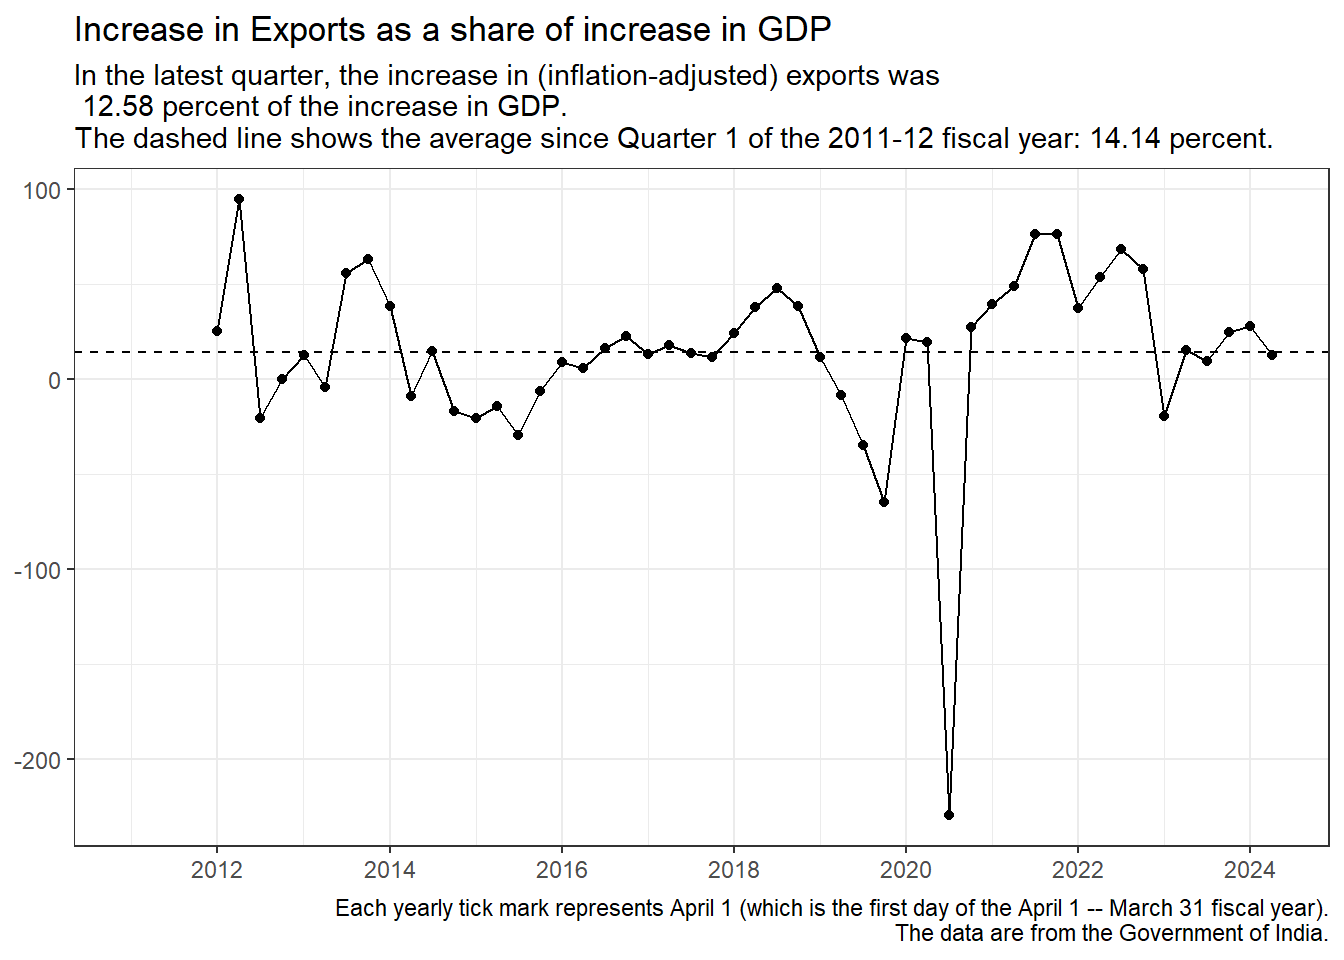 Increase in Exports as a share of increase in GDP
In the latest quarter, the increase in (inflation-adjusted) exports was
12.58 percent of the increase in GDP.
The dashed line shows the average since Quarter 1 of the 2011-12 fiscal year: 14.14 percent.
100
0
-100
-200
2012 2014 2016 2018 2020 2022 2024
Each yearly tick mark represents April 1 (which is the first day of the April 1 -- March 31 fiscal year).
The data are from the Government of India.